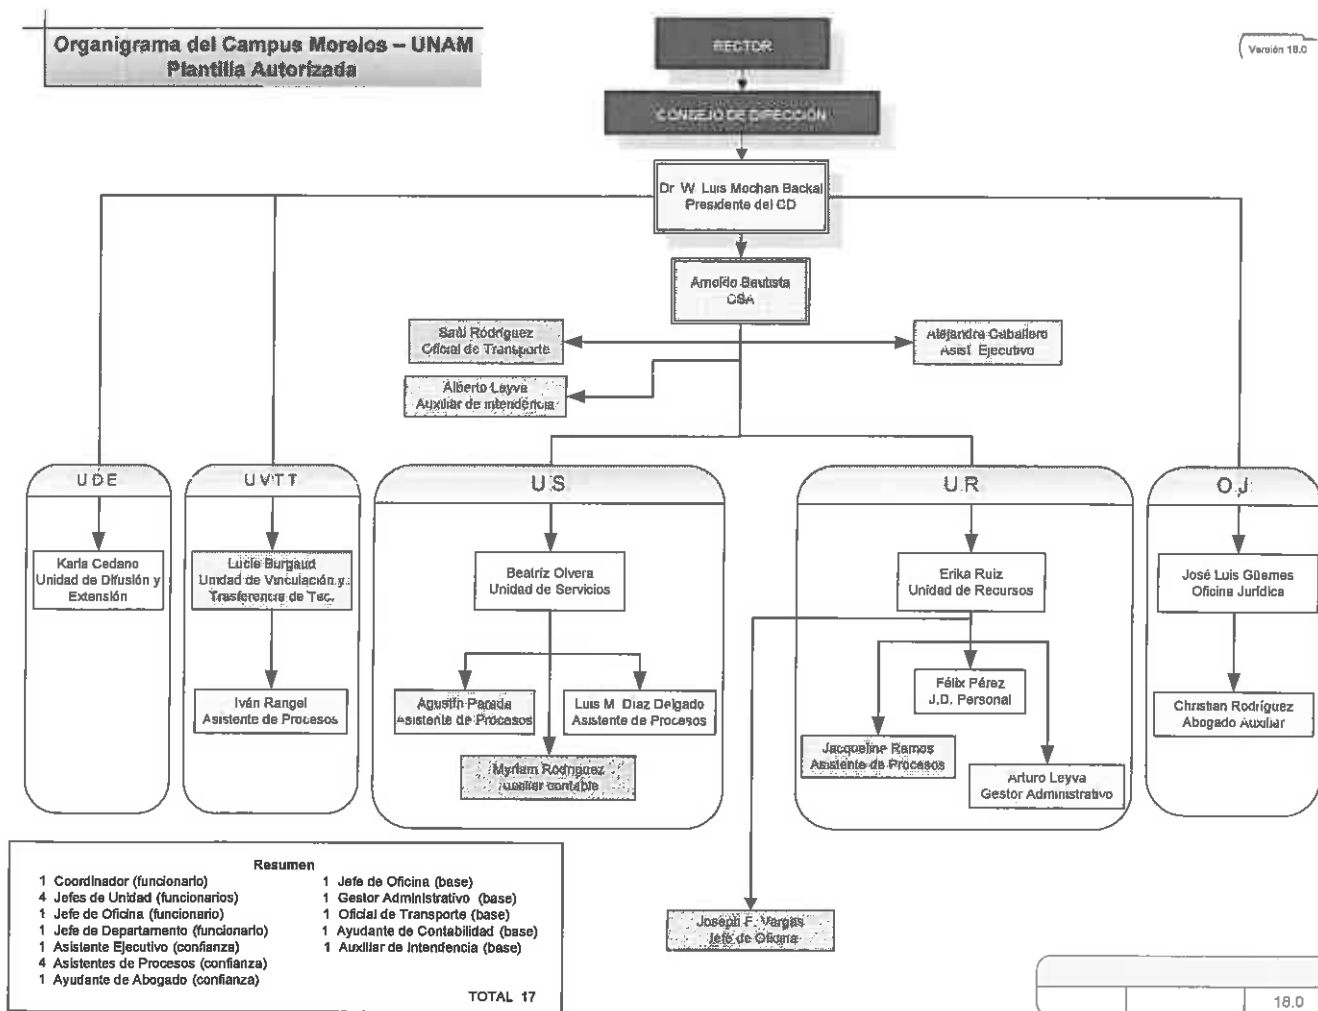 Organigrama del Campus Morelos – UNAM
Plantilla Autorizada
RECTOR
Versión 18.0
CONSEJO DE DIRECCIÓN
Dr W. Luis Mochan Backal
Presidente del CD
Arnoldo Bautista
CSA
Saúl Rodríguez
Oficial de Transporte
Alejandra Caballero
Asist. Ejecutivo
Alberto Leyva
Auxiliar de intendencia
U D E
U V T T
U.S.
U.R.
O.J.
Karla Cedano
Unidad de Difusión y
Extensión
Lucie Burgaud
Unidad de Vinculación y
Trasferencia de Tec.
Beatriz Olvera
Unidad de Servicios
Erika Ruiz
Unidad de Recursos
José Luis Güemes
Oficina Jurídica
Iván Rangel
Asistente de Procesos
Agustín Parada
Asistente de Procesos
Luis M. Díaz Delgado
Asistente de Procesos
Félix Pérez
J.D. Personal
Christian Rodríguez
Abogado Auxiliar
Myriam Rodríguez
auxiliar contable
Jacqueline Ramos
Asistente de Procesos
Arturo Leyva
Gestor Administrativo
Joseph F. Vargas
Jefe de Oficina
Resumen
1 Coordinador (funcionario)
4 Jefes de Unidad (funcionarios)
1 Jefe de Oficina (funcionario)
1 Jefe de Departamento (funcionario)
1 Asistente Ejecutivo (confianza)
4 Asistentes de Procesos (confianza)
1 Ayudante de Abogado (confianza)
1 Jefe de Oficina (base)
1 Gestor Administrativo (base)
1 Oficial de Transporte (base)
1 Ayudante de Contabilidad (base)
1 Auxiliar de Intendencia (base)
TOTAL 17
18.0